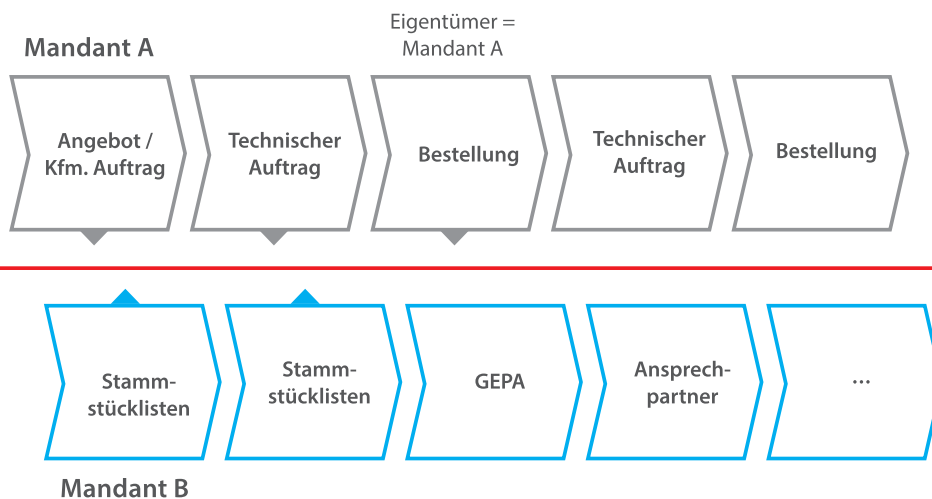 Eigentümer =
Mandant A
Mandant A
Angebot /
Kfm. Auftrag
Technischer
Auftrag
Bestellung
Technischer
Auftrag
Bestellung
Stamm-
stücklisten
Stamm-
stücklisten
GEPA
Ansprech-
partner
...
Mandant B